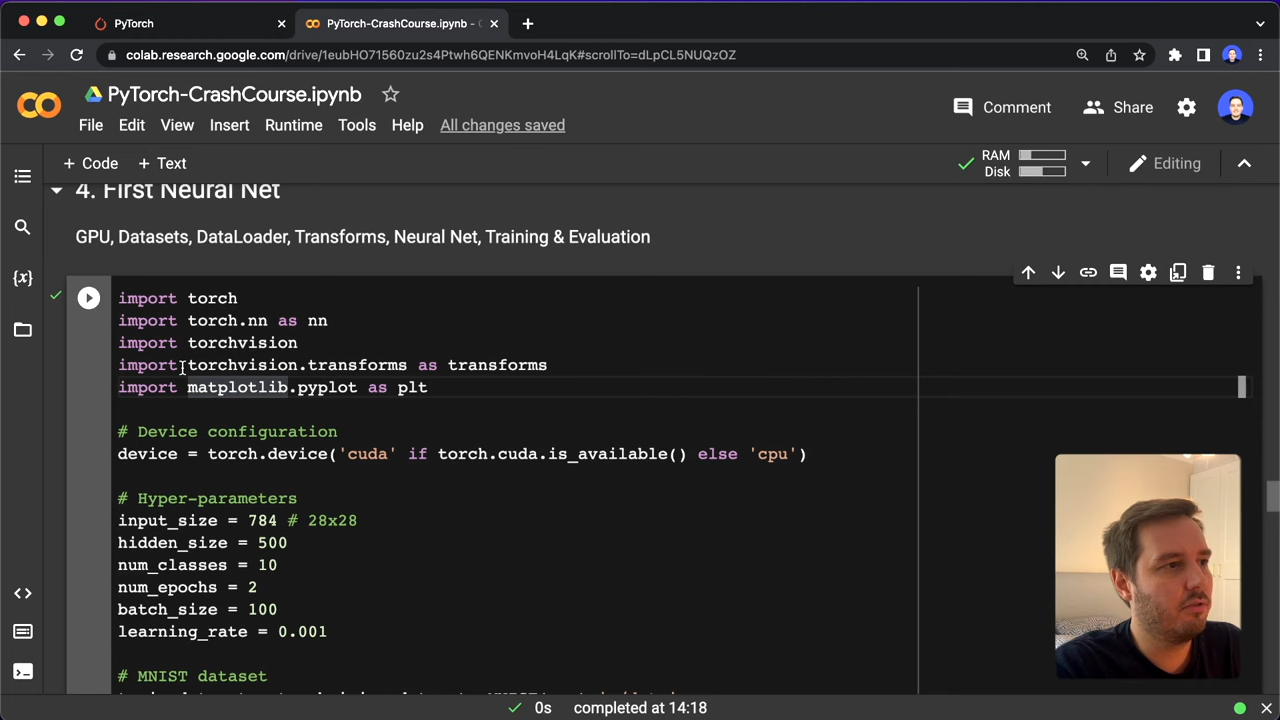 PyTorch
PyTorch-CrashCourse.ipynb -
colab.research.google.com/drive/1eubHO71560zu2s4Ptwh6QENKmvoH4LqK#scrollTo=dLpCL5NUQzOZ
PyTorch-CrashCourse.ipynb
File Edit View Insert Runtime Tools Help All changes saved
Comment Share
+ Code + Text
RAM
Disk
Editing
4. First Neural Net
GPU, Datasets, DataLoader, Transforms, Neural Net, Training & Evaluation
import torch
import torch.nn as nn
import torchvision
import torchvision.transforms as transforms
import matplotlib.pyplot as plt
# Device configuration
device = torch.device('cuda' if torch.cuda.is_available() else 'cpu')
# Hyper-parameters
input_size = 784 # 28x28
hidden_size = 500
num_classes = 10
num_epochs = 2
batch_size = 100
learning_rate = 0.001
# MNIST dataset
0s completed at 14:18